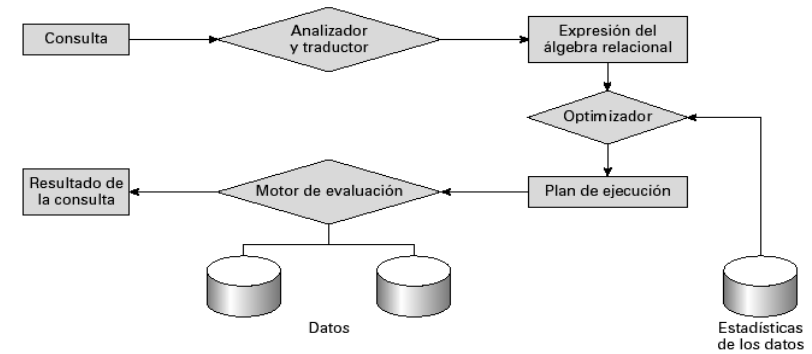 Consulta
Analizador
y traductor
Expresión del
álgebra relacional
Optimizador
Resultado de
la consulta
Motor de evaluación
Plan de ejecución
Datos
Estadísticas
de los datos